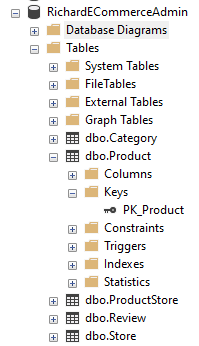 RichardECommerceAdmin
Database Diagrams
Tables
System Tables
FileTables
External Tables
Graph Tables
dbo.Category
dbo.Product
Columns
Keys
PK_Product
Constraints
Triggers
Indexes
Statistics
dbo.ProductStore
dbo.Review
dbo.Store